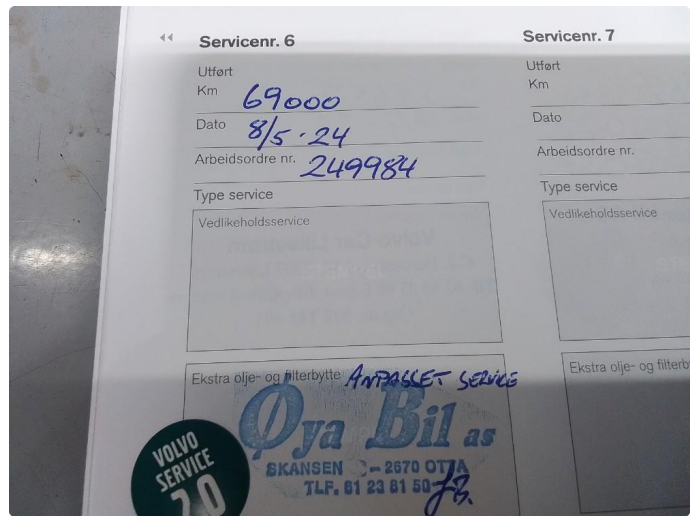 Servicenr. 6
Utført
Km 69000
Dato 8/5-24
Arbeidsordre nr. 249984
Type service
Vedlikeholdsservice
Ekstra olje- og filterbytte ANPASSET SERVICE
Øya Bil as
SKANSEN - 2670 OTTA
TLF. 61 23 81 50
VOLVO
SERVICE
2.0
Servicenr. 7
Utført
Km
Dato
Arbeidsordre nr.
Type service
Vedlikeholdsservice
Ekstra olje- og filterb